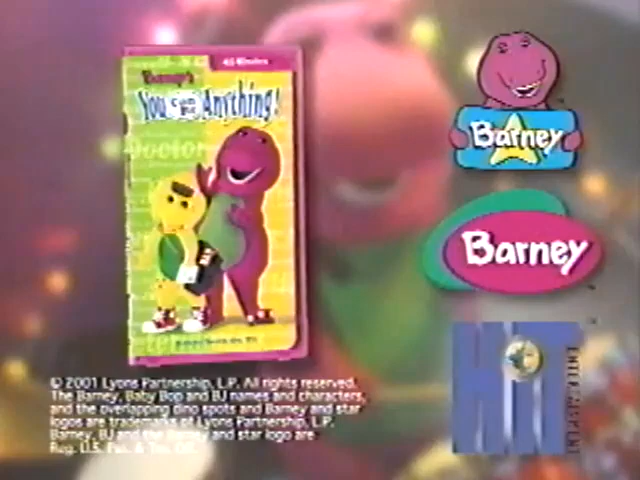 45 Minutes
Barney's
You Can Be Anything!
Doctor
Barney
Barney
HiT
ENTERTAINMENT
© 2001 Lyons Partnership, L.P. All rights reserved.
The Barney, Baby Bop and BJ names and characters,
and the overlapping dino spots and Barney and star
logos are trademarks of Lyons Partnership, L.P.
Barney, BJ and the Barney and star logo are
Reg. U.S. Pat. & Tm. Off.